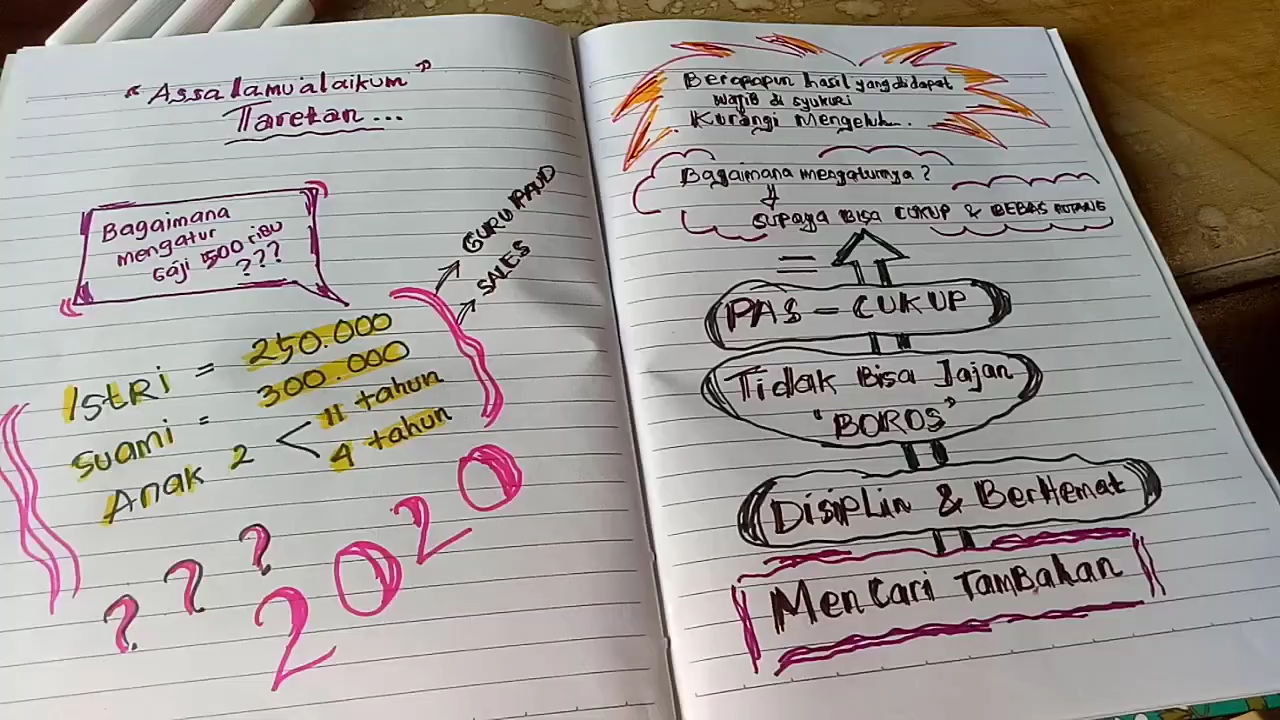 "Assalamualaikum"
Taretan...
Bagaimana
mengatur
Gaji 500 ribu
???
GURU PAUD
SALES
Istri = 250.000
Suami = 300.000
Anak 2 < 11 tahun
4 tahun
? ? ?
2020
Berapapun hasil yang didapat
wajib di syukuri
Kurangi Mengeluh..
Bagaimana mengaturnya?
supaya Bisa CUKUP & BEBAS HUTANG
=
PAS - CUKUP
Tidak Bisa Jajan
"BOROS"
Disiplin & Berhemat
Mencari Tambahan